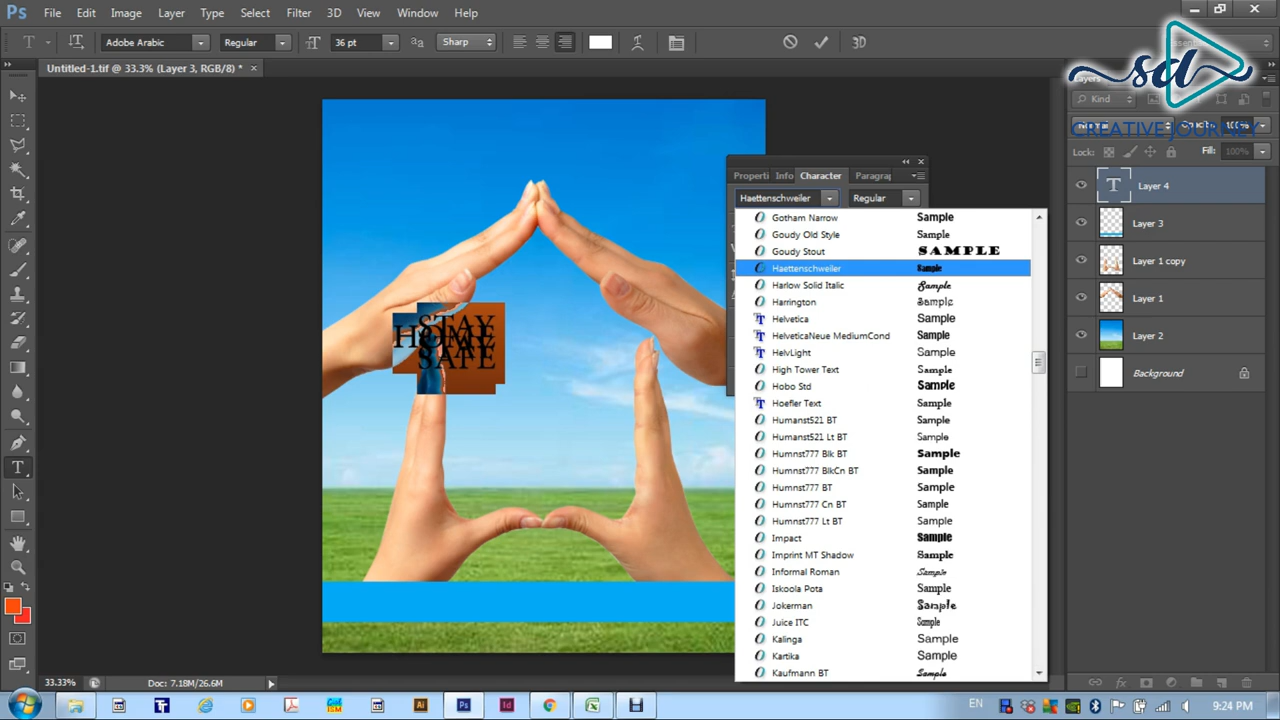 Ps File Edit Image Layer Type Select Filter 3D View Window Help
Adobe Arabic Regular 36 pt Sharp 3D
Untitled-1.tif @ 33.3% (Layer 3, RGB/8) *
sd
CREATIVE JOURNEY
Kind
Normal Opacity: 100%
Lock: Fill: 100%
Properti Info Character Paragrap
Haettenschweiler Regular
Gotham Narrow Sample
Goudy Old Style Sample
Goudy Stout SAMPLE
Haettenschweiler Sample
Harlow Solid Italic Sample
Harrington Sample
Helvetica Sample
HelveticaNeue MediumCond Sample
HelvLight Sample
High Tower Text Sample
Hobo Std Sample
Hoefler Text Sample
Humanst521 BT Sample
Humanst521 Lt BT Sample
Humnst777 Blk BT Sample
Humnst777 BlkCn BT Sample
Humnst777 BT Sample
Humnst777 Cn BT Sample
Humnst777 Lt BT Sample
Impact Sample
Imprint MT Shadow Sample
Informal Roman Sample
Iskoola Pota Sample
Jokerman Sample
Juice ITC Sample
Kalinga Sample
Kartika Sample
Kaufmann BT Sample
Layer 4
Layer 3
Layer 1 copy
Layer 1
Layer 2
Background
STAY
HOME
SAFE
33.33% Doc: 7.18M/26.6M
EN 9:24 PM